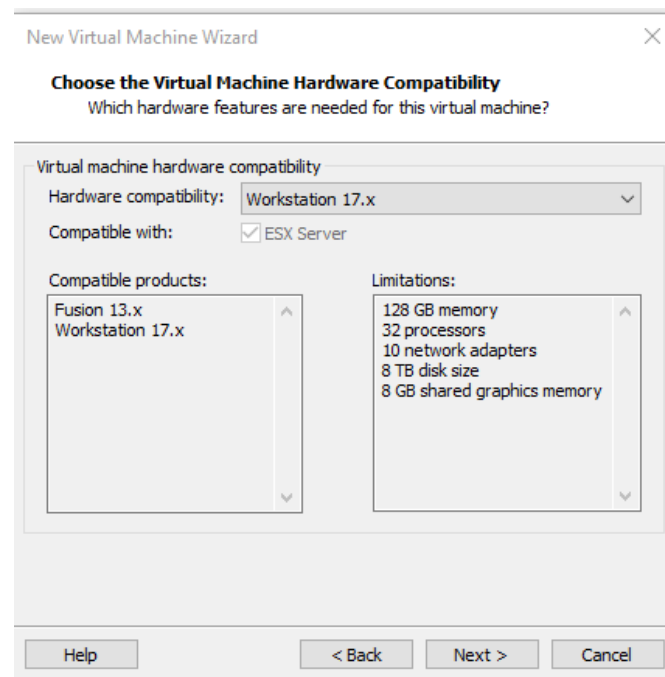 New Virtual Machine Wizard
Choose the Virtual Machine Hardware Compatibility
Which hardware features are needed for this virtual machine?
Virtual machine hardware compatibility
Hardware compatibility: Workstation 17.x
Compatible with: ESX Server
Compatible products:
Fusion 13.x
Workstation 17.x
Limitations:
128 GB memory
32 processors
10 network adapters
8 TB disk size
8 GB shared graphics memory
Help < Back Next > Cancel